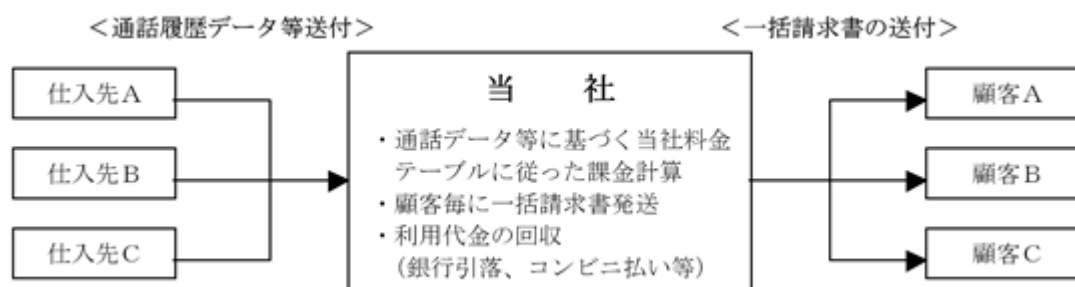 ＜通話履歴データ等送付＞
＜一括請求書の送付＞
仕入先A
仕入先B
仕入先C
当　社
・通話データ等に基づく当社料金
テーブルに従った課金計算
・顧客毎に一括請求書発送
・利用代金の回収
（銀行引落、コンビニ払い等）
顧客A
顧客B
顧客C